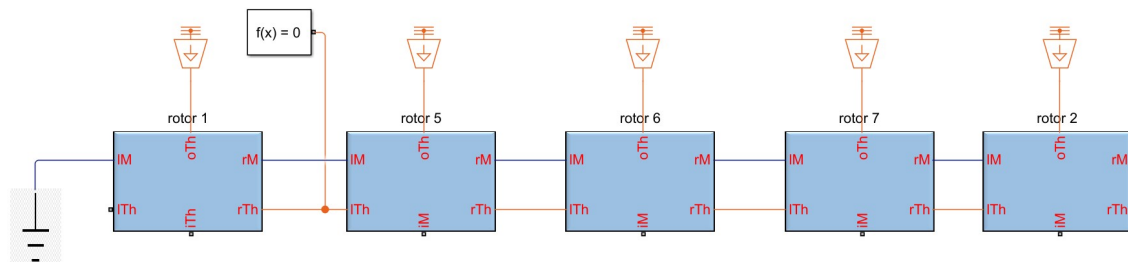 f(x) = 0
rotor 1
rotor 5
rotor 6
rotor 7
rotor 2
lM
oTh
rM
lTh
iTh
rTh
lM
oTh
rM
lTh
iM
rTh
lM
oTh
rM
lTh
iM
rTh
lM
oTh
rM
lTh
iM
rTh
lM
oTh
rM
lTh
iM
rTh